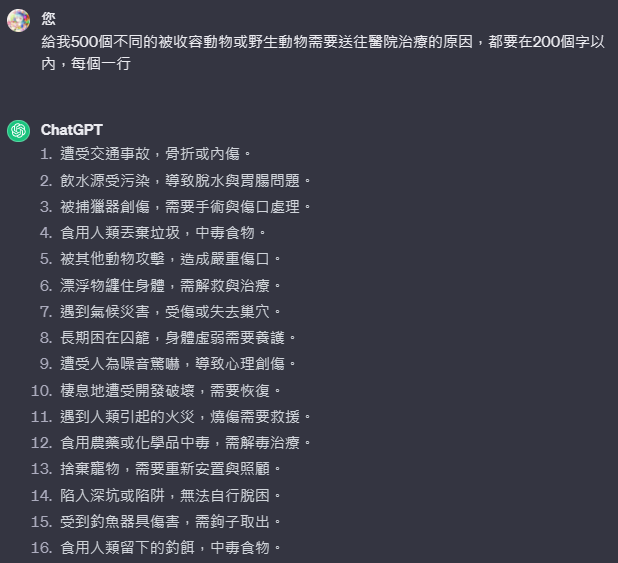 您
給我500個不同的被收容動物或野生動物需要送往醫院治療的原因，都要在200個字以
內，每個一行
ChatGPT
1. 遭受交通事故，骨折或內傷。
2. 飲水源受污染，導致脫水與胃腸問題。
3. 被捕獵器創傷，需要手術與傷口處理。
4. 食用人類丟棄垃圾，中毒食物。
5. 被其他動物攻擊，造成嚴重傷口。
6. 漂浮物纏住身體，需解救與治療。
7. 遇到氣候災害，受傷或失去巢穴。
8. 長期困在囚籠，身體虛弱需要養護。
9. 遭受人為噪音驚嚇，導致心理創傷。
10. 棲息地遭受開發破壞，需要恢復。
11. 遇到人類引起的火災，燒傷需要救援。
12. 食用農藥或化學品中毒，需解毒治療。
13. 捨棄寵物，需要重新安置與照顧。
14. 陷入深坑或陷阱，無法自行脫困。
15. 受到釣魚器具傷害，需鉤子取出。
16. 食用人類留下的釣餌，中毒食物。